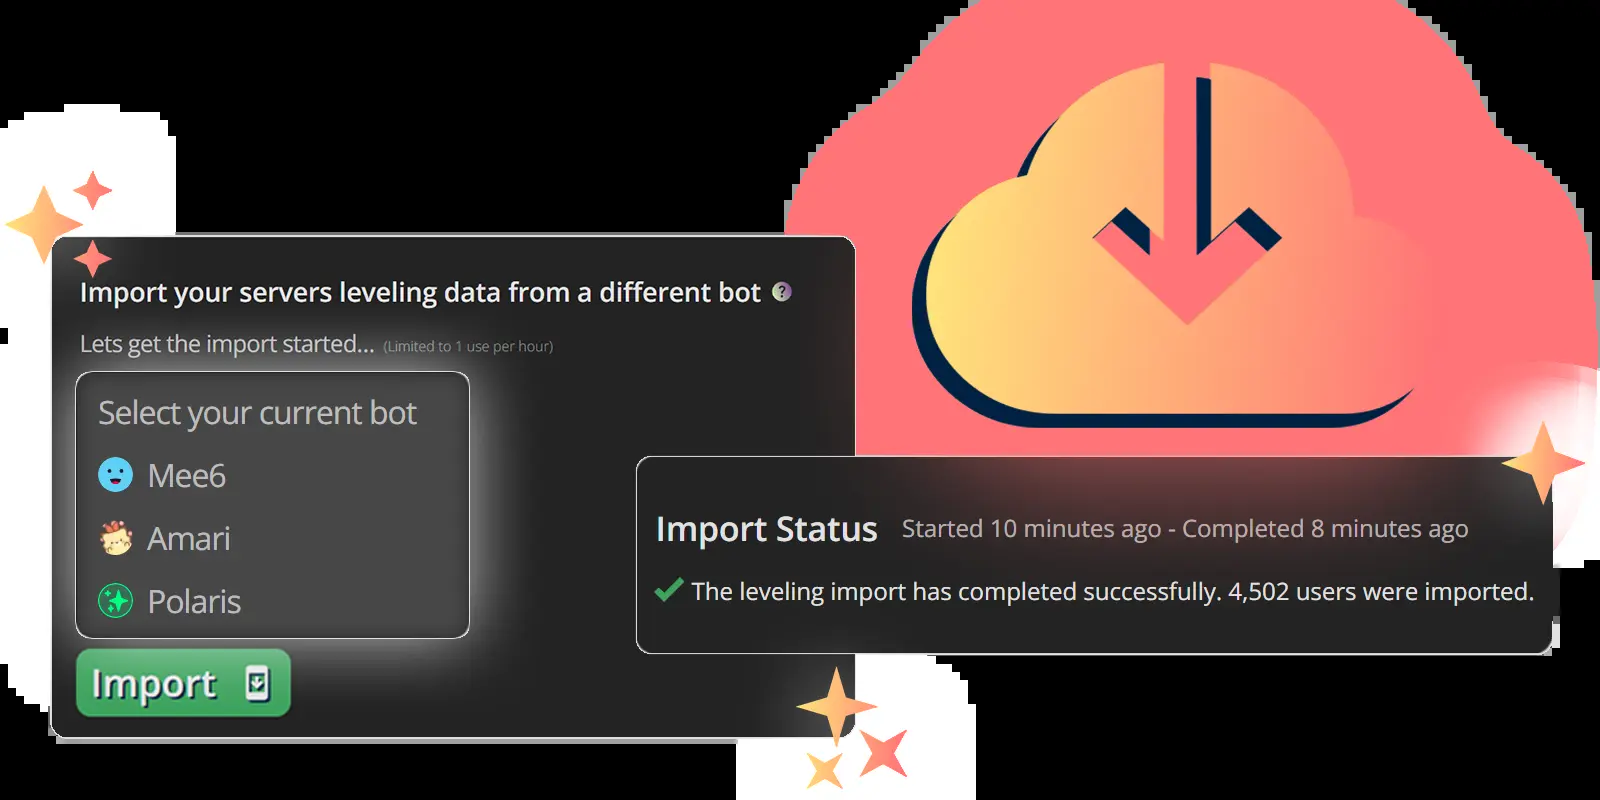 Import your servers leveling data from a different bot ?
Lets get the import started... (Limited to 1 use per hour)
Select your current bot
Mee6
Amari
Polaris
Import
Import Status Started 10 minutes ago - Completed 8 minutes ago
The leveling import has completed successfully. 4,502 users were imported.